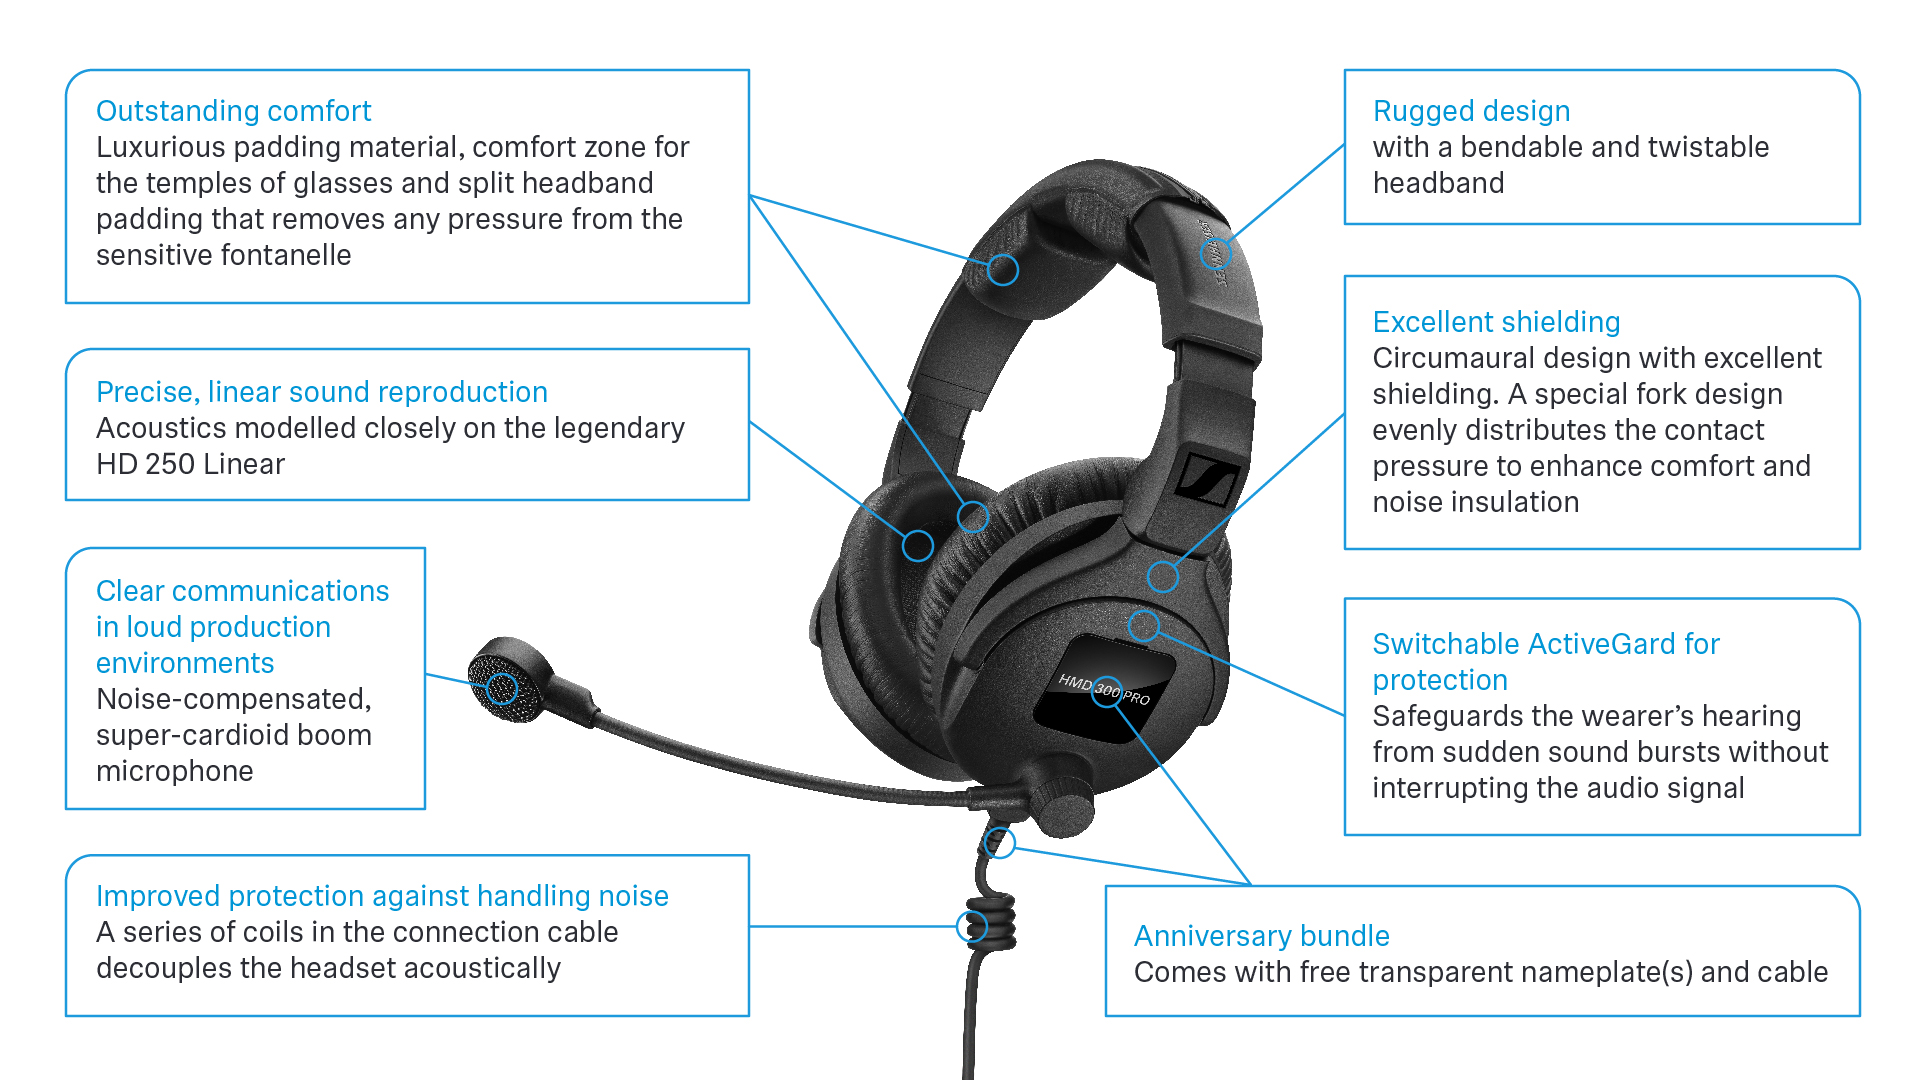 Outstanding comfort
Luxurious padding material, comfort zone for
the temples of glasses and split headband
padding that removes any pressure from the
sensitive fontanelle
Precise, linear sound reproduction
Acoustics modelled closely on the legendary
HD 250 Linear
Clear communications
in loud production
environments
Noise-compensated,
super-cardioid boom
microphone
Improved protection against handling noise
A series of coils in the connection cable
decouples the headset acoustically
Rugged design
with a bendable and twistable
headband
Excellent shielding
Circumaural design with excellent
shielding. A special fork design
evenly distributes the contact
pressure to enhance comfort and
noise insulation
Switchable ActiveGard for
protection
Safeguards the wearer’s hearing
from sudden sound bursts without
interrupting the audio signal
Anniversary bundle
Comes with free transparent nameplate(s) and cable
SENNHEISER
HMD 300 PRO